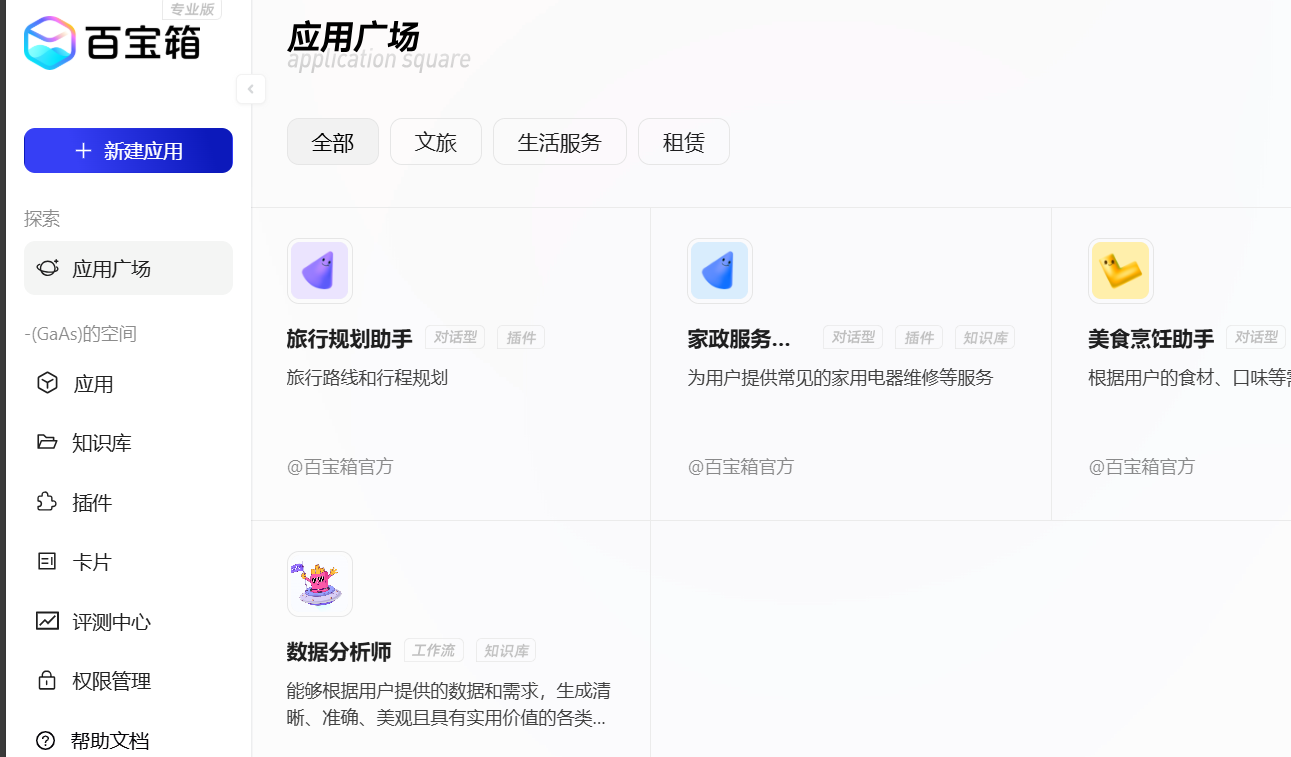 专业版
百宝箱
新建应用
探索
应用广场
-(GaAs)的空间
应用
知识库
插件
卡片
评测中心
权限管理
帮助文档
应用广场
application square
全部 文旅 生活服务 租赁
旅行规划助手 对话型 插件
旅行路线和行程规划
@百宝箱官方
家政服务... 对话型 插件 知识库
为用户提供常见的家用电器维修等服务
@百宝箱官方
美食烹饪助手 对话型
根据用户的食材、口味等
@百宝箱官方
数据分析师 工作流 知识库
能够根据用户提供的数据和需求，生成清
晰、准确、美观且具有实用价值的各类...